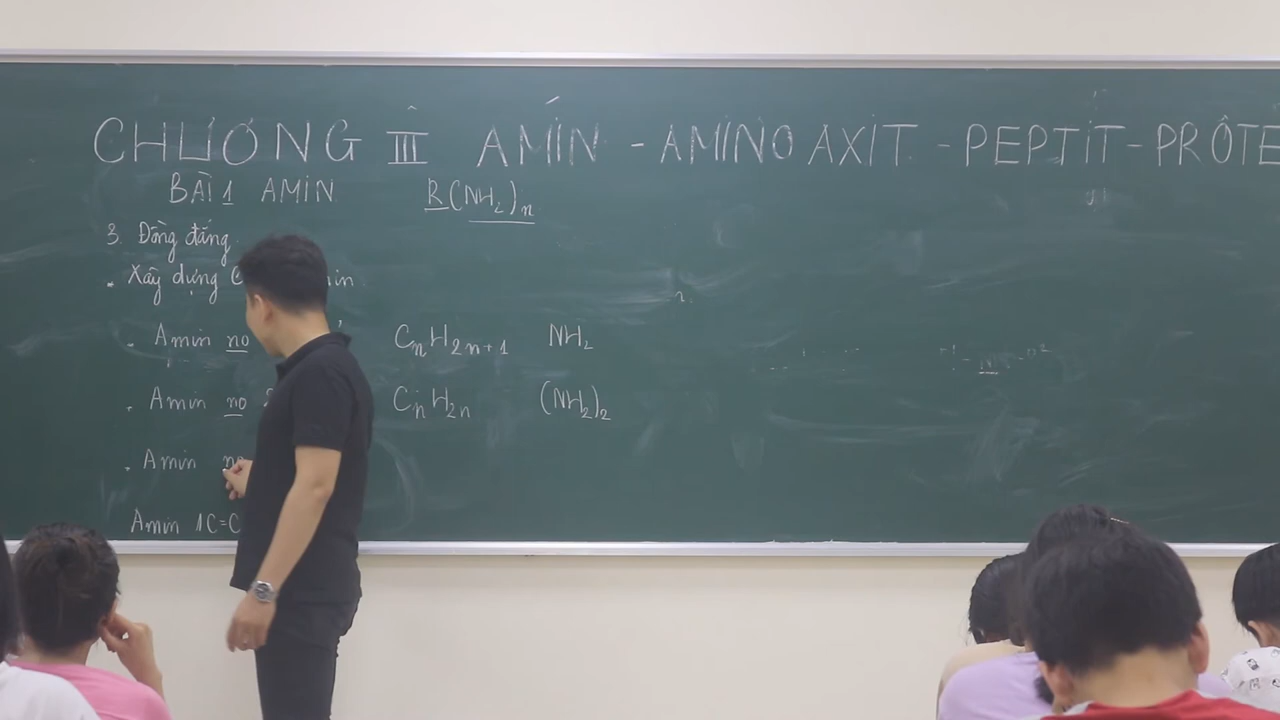 CHƯƠNG III AMIN - AMINO AXIT - PEPTIT - PRÔTE
BÀI 1 AMIN R(NH₂)ₙ
3. Đồng đẳng
. Xây dựng
. Amin no CₙH₂ₙ₊₁ NH₂
. Amin no CₙH₂ₙ (NH₂)₂
. Amin no
Amin 1C=C